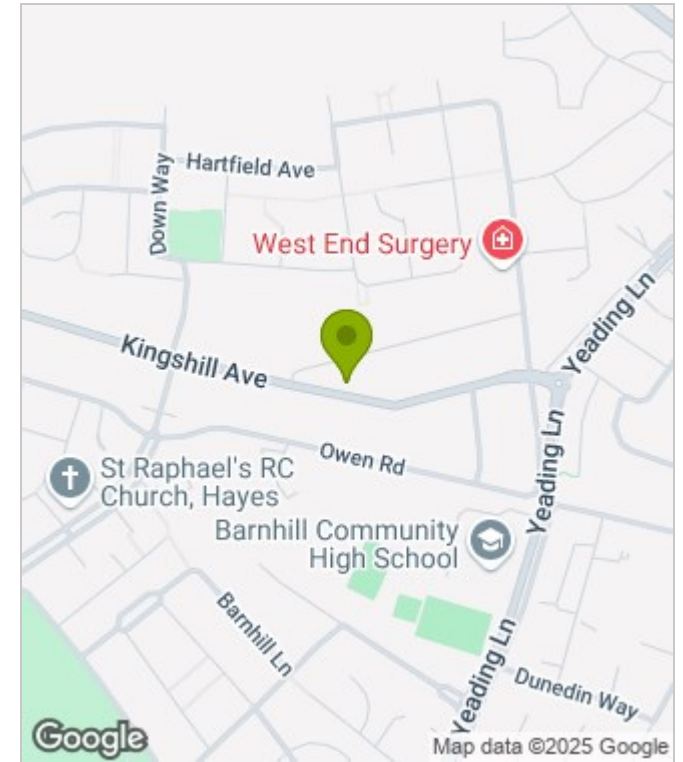 Hartfield Ave
Down Way
West End Surgery
Yeading Ln
Kingshill Ave
Owen Rd
Yeading Ln
St Raphael's RC
Church, Hayes
Barnhill Community
High School
Barnhill Ln
Yeading Ln
Dunedin Way
Google
Map data ©2025 Google